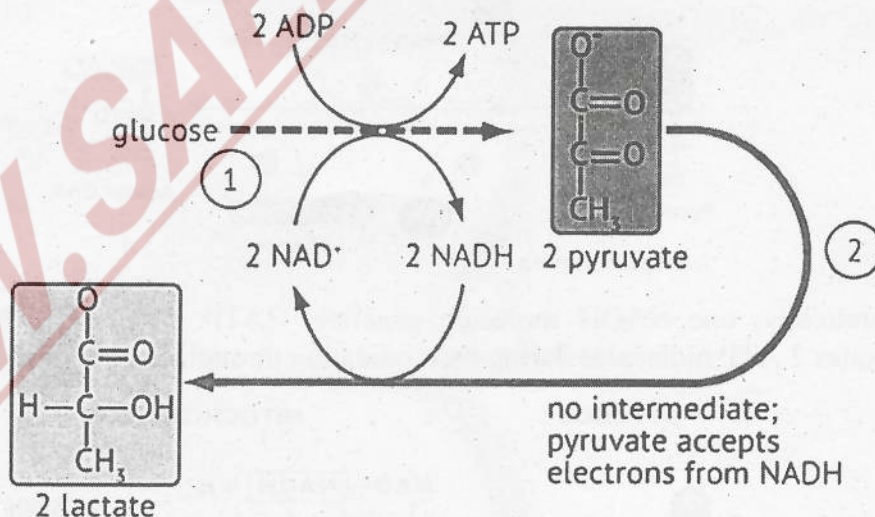 2 ADP
2 ATP
glucose
1
2 NAD⁺
2 NADH
O⁻
C=O
C=O
CH₃
2 pyruvate
2
O
C=O
H—C—OH
CH₃
2 lactate
no intermediate;
pyruvate accepts
electrons from NADH